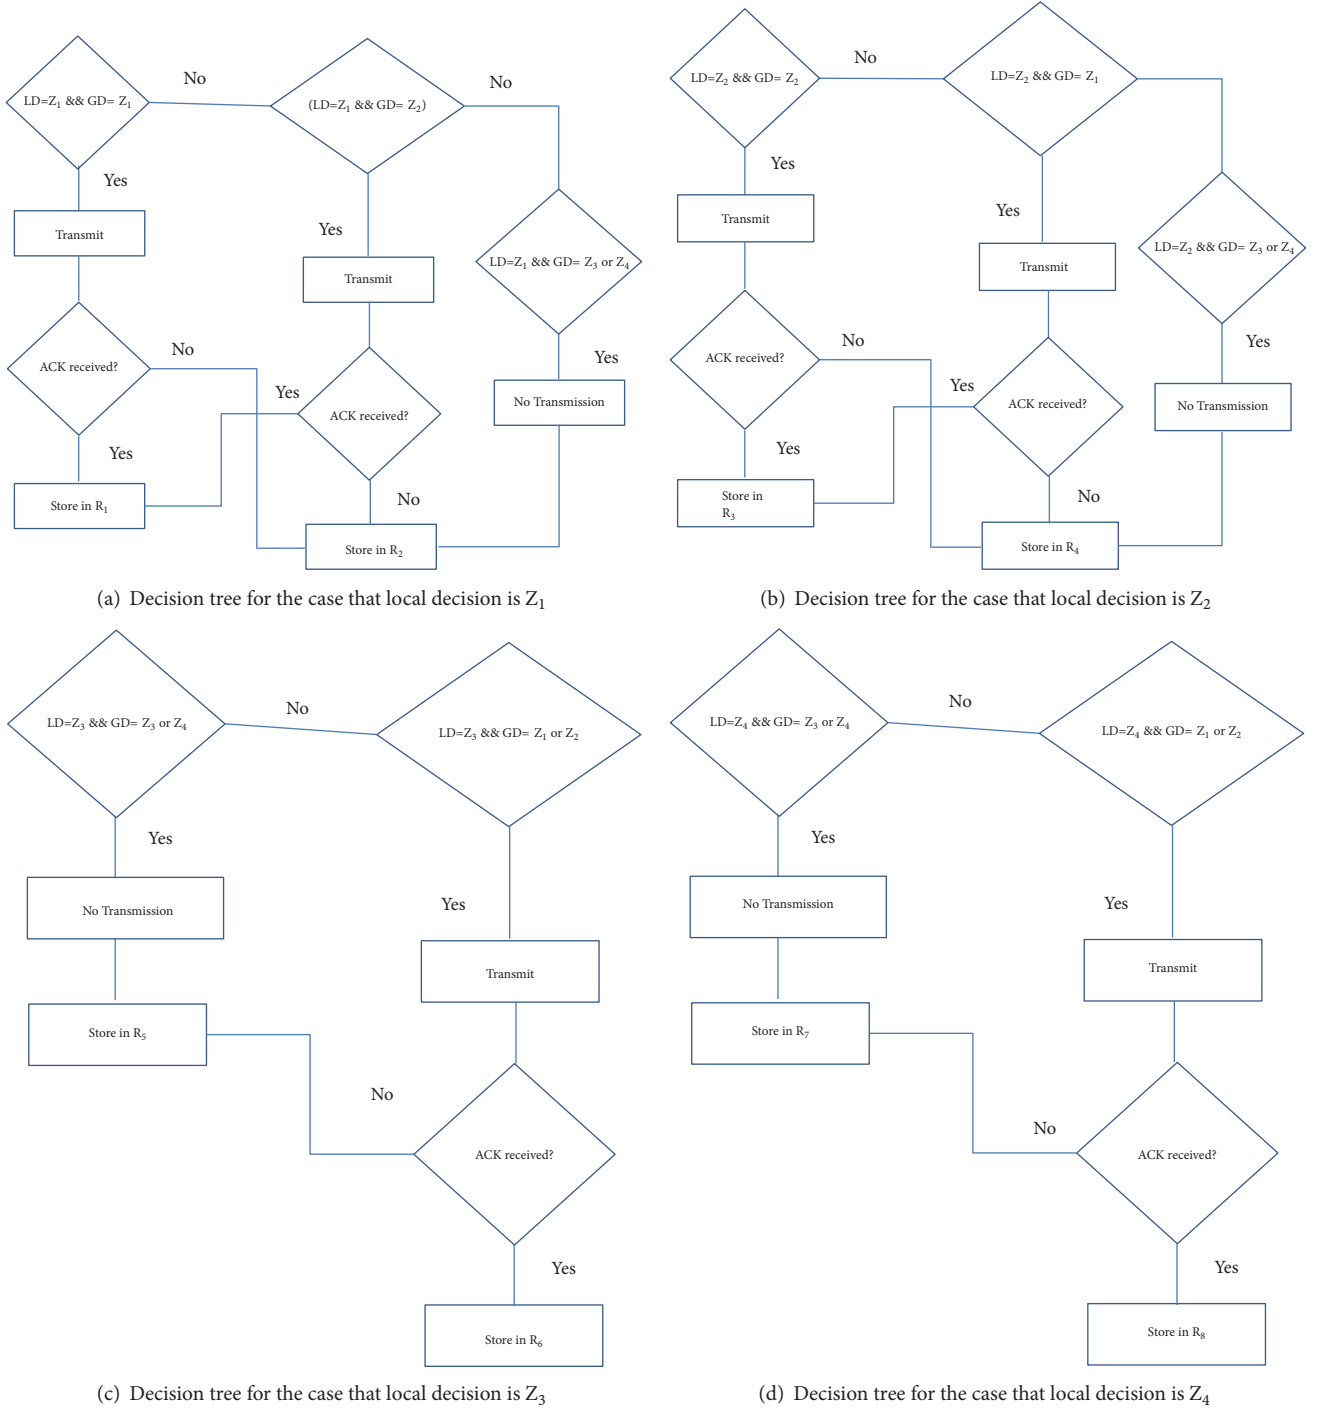 LD=Z1 && GD= Z1
No
(LD=Z1 && GD= Z2)
No
Yes
Transmit
Yes
Transmit
LD=Z1 && GD= Z3 or Z4
ACK received?
No
Yes
ACK received?
Yes
No Transmission
Yes
Store in R1
No
Store in R2
(a) Decision tree for the case that local decision is Z1
LD=Z2 && GD= Z2
No
LD=Z2 && GD= Z1
Yes
Transmit
Yes
Transmit
LD=Z2 && GD= Z3 or Z4
ACK received?
No
Yes
ACK received?
Yes
No Transmission
Yes
Store in
R3
No
Store in R4
(b) Decision tree for the case that local decision is Z2
LD=Z3 && GD= Z3 or Z4
No
LD=Z3 && GD= Z1 or Z2
Yes
No Transmission
Yes
Transmit
Store in R5
No
ACK received?
Yes
Store in R6
(c) Decision tree for the case that local decision is Z3
LD=Z4 && GD= Z3 or Z4
No
LD=Z4 && GD= Z1 or Z2
Yes
No Transmission
Yes
Transmit
Store in R7
No
ACK received?
Yes
Store in R8
(d) Decision tree for the case that local decision is Z4